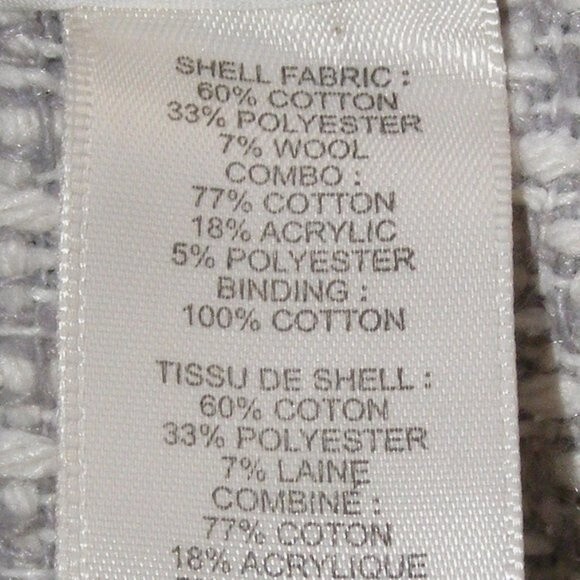 SHELL FABRIC :
60% COTTON
33% POLYESTER
7% WOOL
COMBO :
77% COTTON
18% ACRYLIC
5% POLYESTER
BINDING :
100% COTTON
TISSU DE SHELL :
60% COTON
33% POLYESTER
7% LAINE
COMBINÉ :
77% COTON
18% ACRYLIQUE